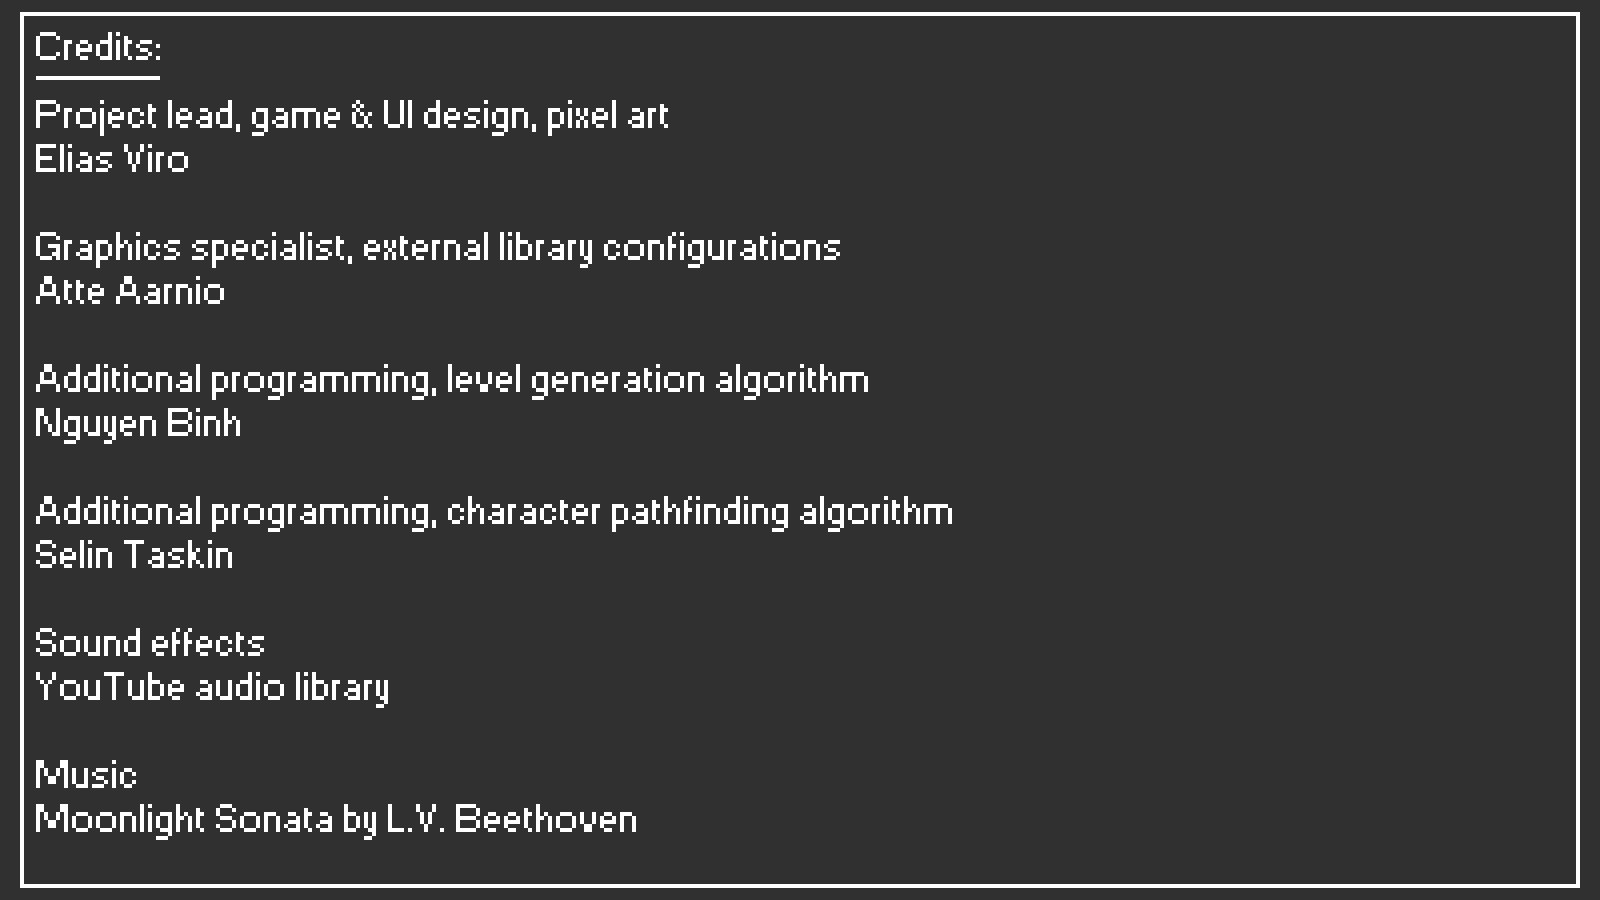 Credits:
Project lead, game & UI design, pixel art
Elias Viro
Graphics specialist, external library configurations
Atte Aarnio
Additional programming, level generation algorithm
Nguyen Binh
Additional programming, character pathfinding algorithm
Selin Taskin
Sound effects
YouTube audio library
Music
Moonlight Sonata by L.V. Beethoven